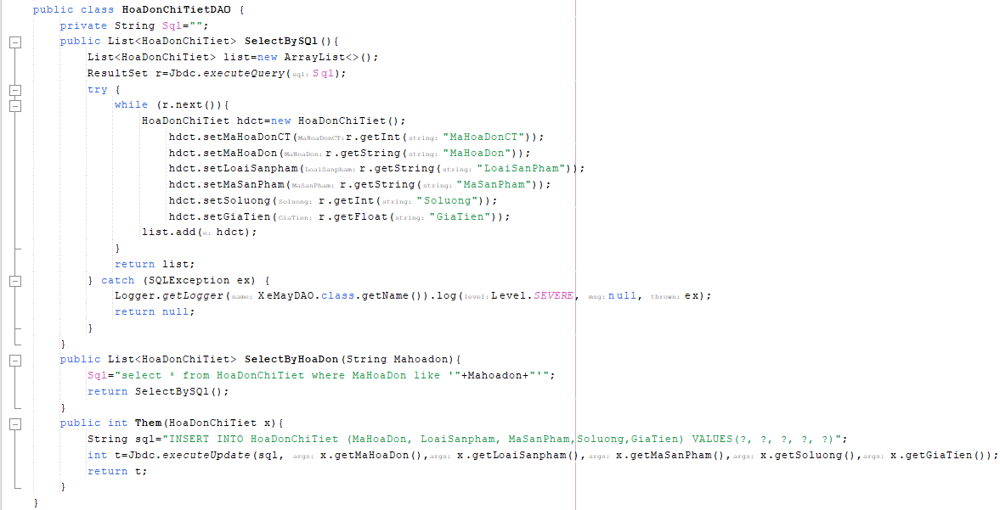 public class HoaDonChiTietDAO {
private String Sql="";
public List<HoaDonChiTiet> SelectBySQl(){
List<HoaDonChiTiet> list=new ArrayList<>();
ResultSet r=Jbdc.executeQuery(sql: Sql);
try {
while (r.next()){
HoaDonChiTiet hdct=new HoaDonChiTiet();
hdct.setMaHoaDonCT(MaHoaDonCT: r.getInt(string: "MaHoaDonCT"));
hdct.setMaHoaDon(MaHoaDon: r.getString(string: "MaHoaDon"));
hdct.setLoaiSanpham(LoaiSanpham: r.getString(string: "LoaiSanPham"));
hdct.setMaSanPham(MaSanPham: r.getString(string: "MaSanPham"));
hdct.setSoluong(Soluong: r.getInt(string: "Soluong"));
hdct.setGiaTien(GiaTien: r.getFloat(string: "GiaTien"));
list.add(e: hdct);
}
return list;
} catch (SQLException ex) {
Logger.getLogger(name: XeMayDAO.class.getName()).log(level: Level.SEVERE, msg: null, thrown: ex);
return null;
}
}
public List<HoaDonChiTiet> SelectByHoaDon(String Mahoadon){
Sql="select * from HoaDonChiTiet where MaHoaDon like '"+Mahoadon+"'";
return SelectBySQl();
}
public int Them(HoaDonChiTiet x){
String sql="INSERT INTO HoaDonChiTiet (MaHoaDon, LoaiSanpham, MaSanPham,Soluong,GiaTien) VALUES(?, ?, ?, ?, ?)";
int t=Jbdc.executeUpdate(sql, args: x.getMaHoaDon(),args: x.getLoaiSanpham(),args: x.getMaSanPham(),args: x.getSoluong(),args: x.getGiaTien());
return t;
}
}